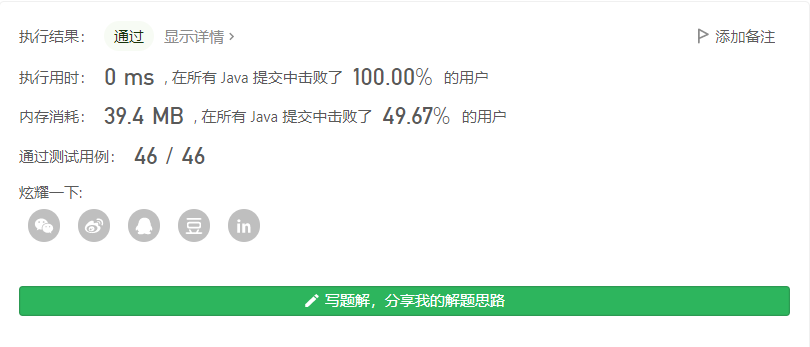 执行结果： 通过 显示详情 › 添加备注
执行用时： 0 ms , 在所有 Java 提交中击败了 100.00% 的用户
内存消耗： 39.4 MB , 在所有 Java 提交中击败了 49.67% 的用户
通过测试用例： 46 / 46
炫耀一下:
豆 in
写题解，分享我的解题思路